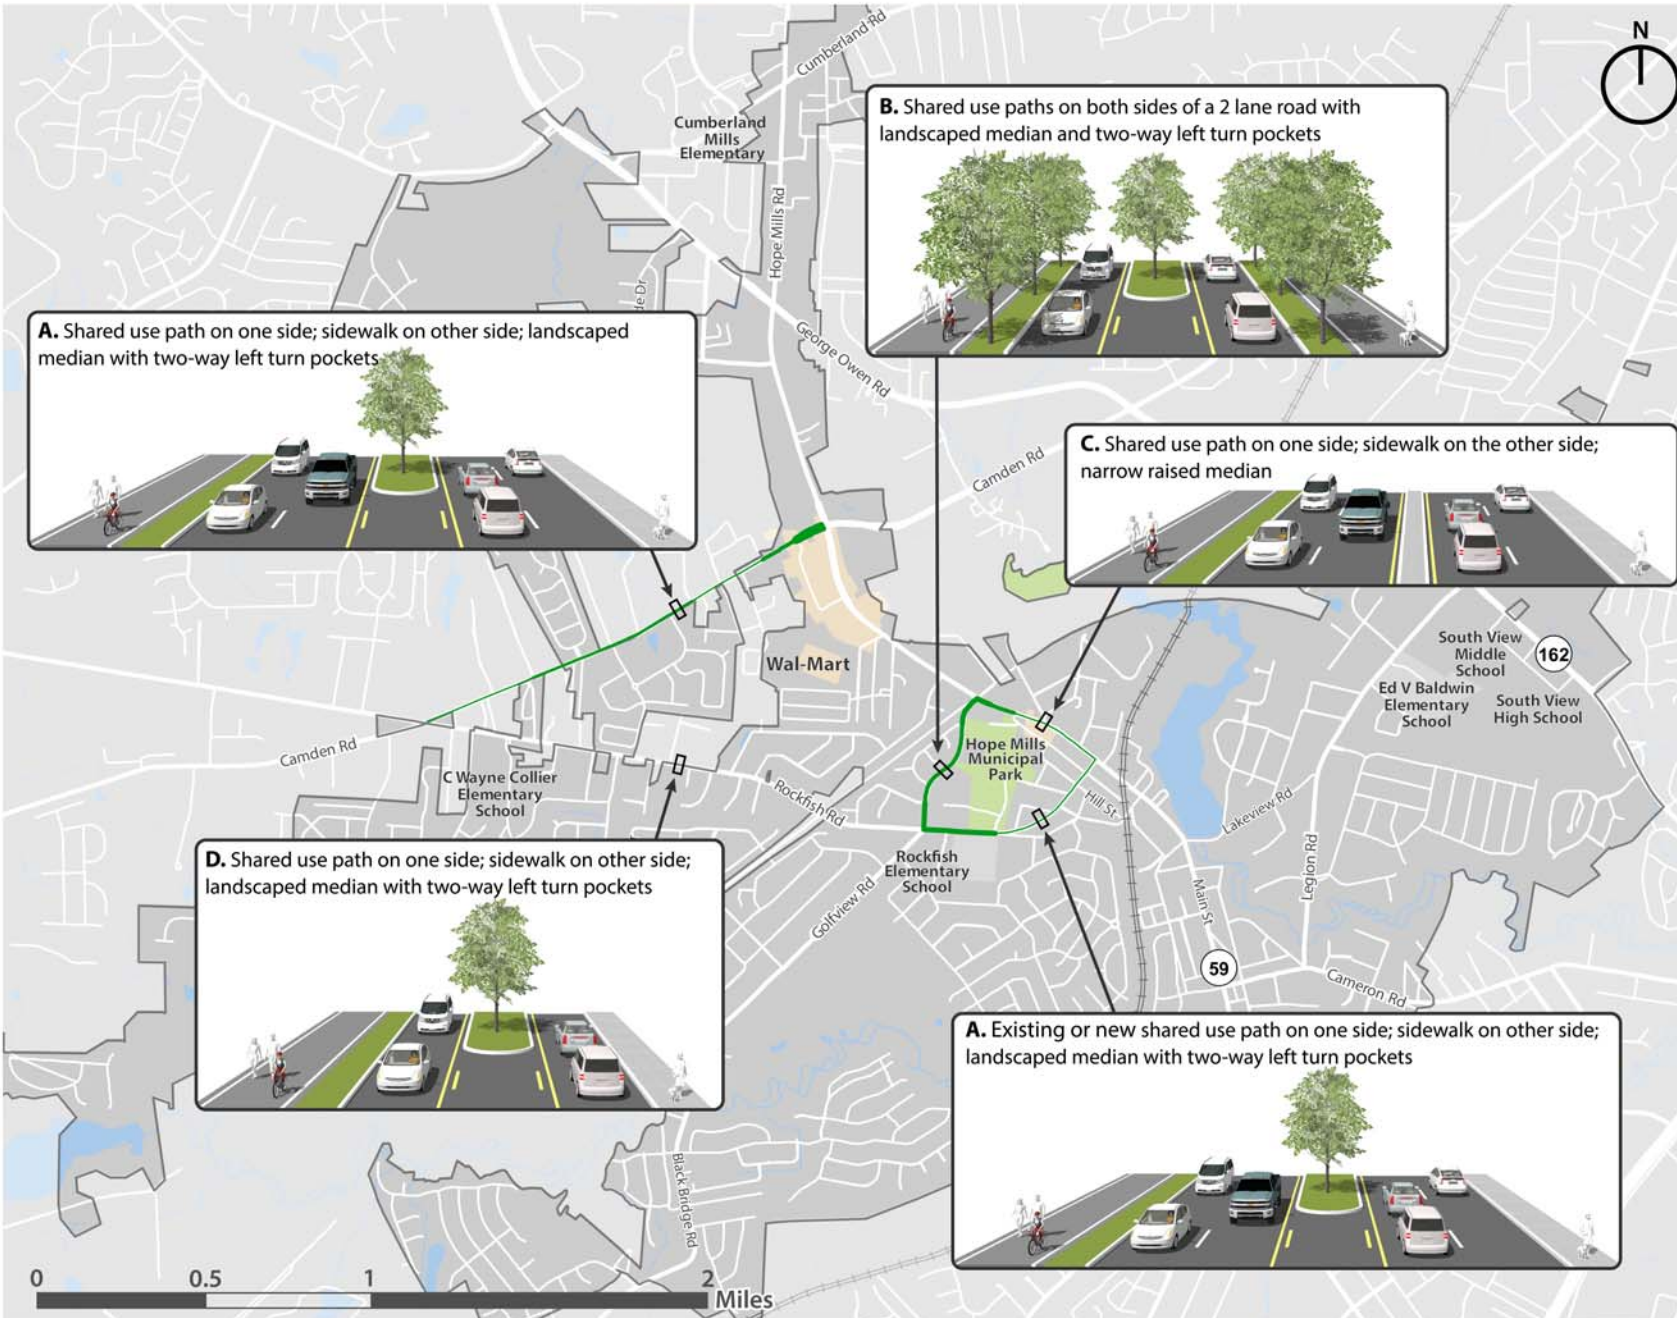 Cumberland Rd
N
B. Shared use paths on both sides of a 2 lane road with
landscaped median and two-way left turn pockets
Cumberland
Mills
Elementary
Hope Mills Rd
de Dr
A. Shared use path on one side; sidewalk on other side; landscaped
median with two-way left turn pockets
George Owen Rd
C. Shared use path on one side; sidewalk on the other side;
narrow raised median
Camden Rd
South View
Middle
School
162
Wal-Mart
Ed V Baldwin
Elementary
School
South View
High School
Camden Rd
Hope Mills
Municipal
Park
C Wayne Collier
Elementary
School
Rockfish Rd
Hill St
Lakeview Rd
D. Shared use path on one side; sidewalk on other side;
landscaped median with two-way left turn pockets
Rockfish
Elementary
School
Golfview Rd
Main St
Legion Rd
59
Cameron Rd
A. Existing or new shared use path on one side; sidewalk on other side;
landscaped median with two-way left turn pockets
Black Bridge Rd
0 0.5 1 2
Miles